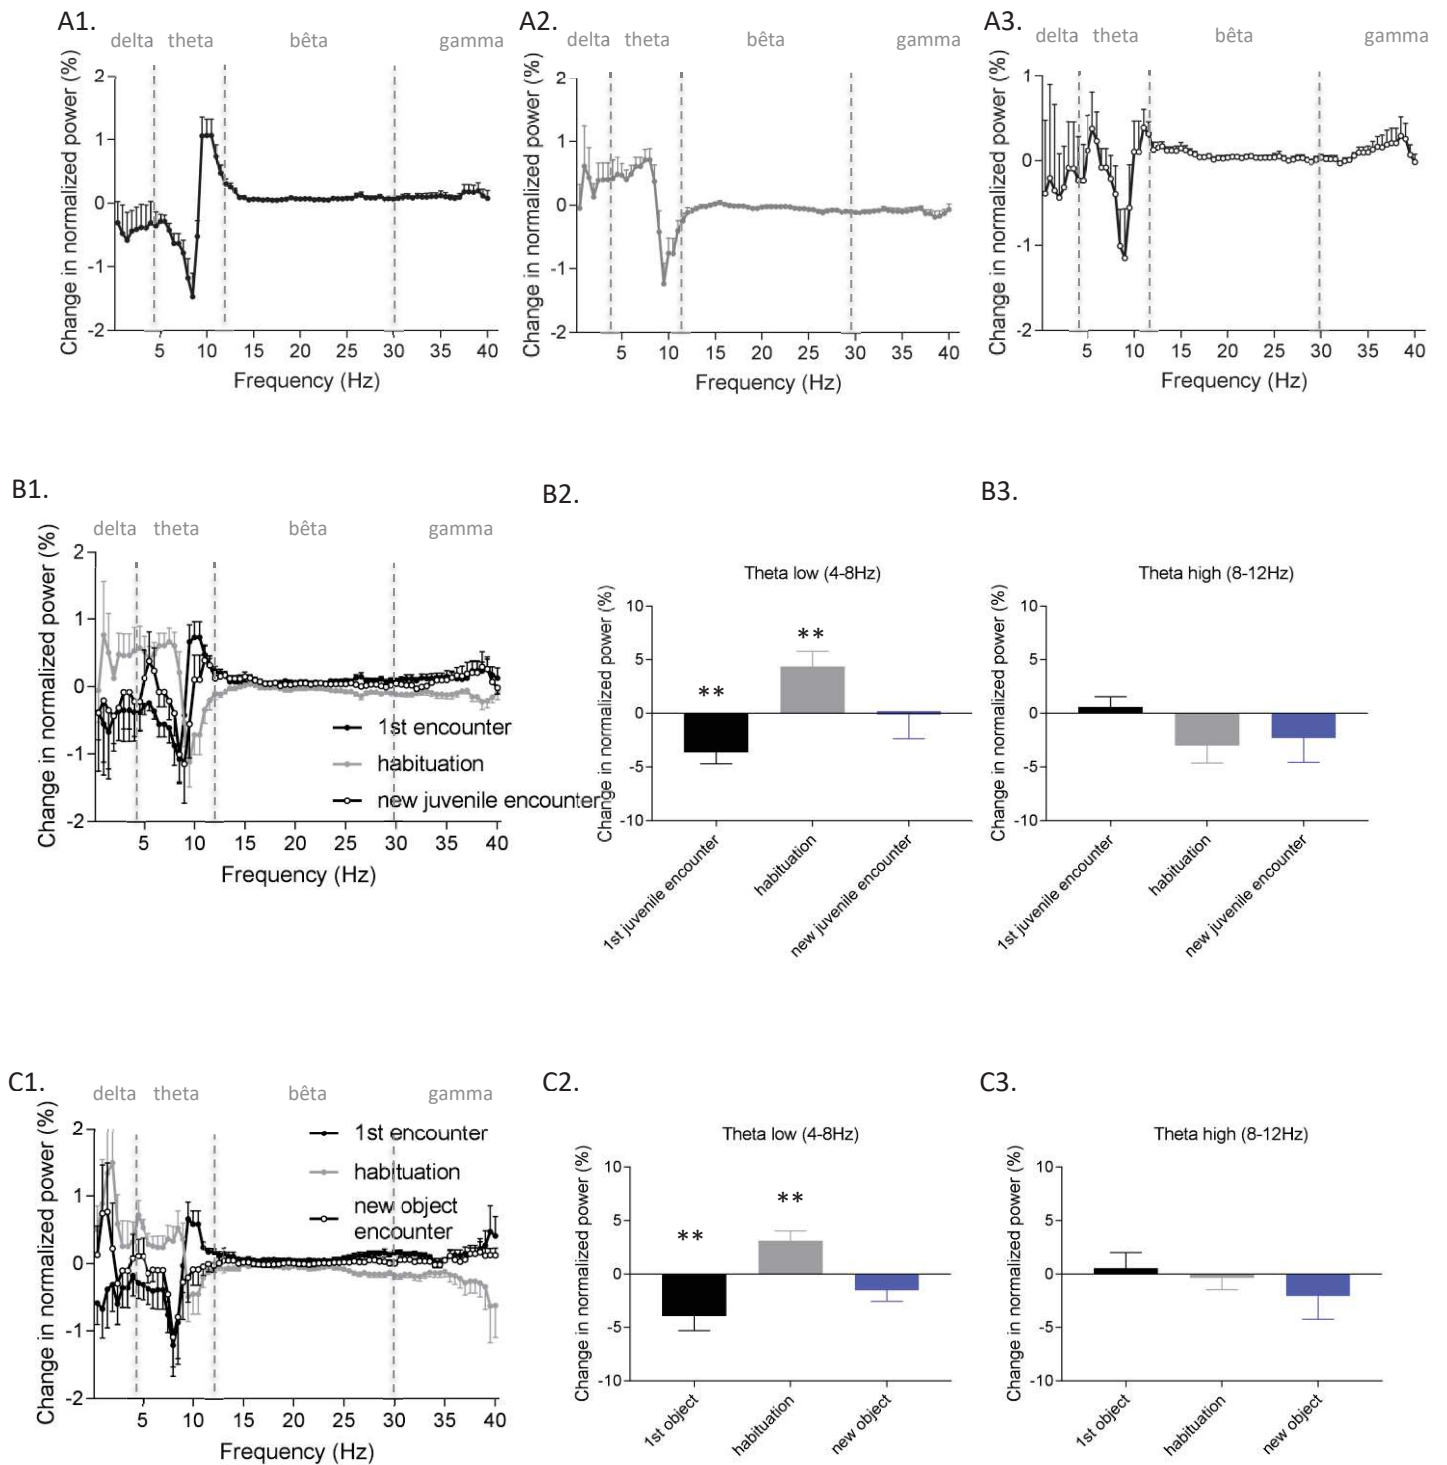 A1.
delta theta bêta gamma
Change in normalized power (%)
2
1
0
-1
-2
5 10 15 20 25 30 35 40
Frequency (Hz)
A2.
delta theta bêta gamma
Change in normalized power (%)
2
1
0
-1
-2
5 10 15 20 25 30 35 40
Frequency (Hz)
A3.
delta theta bêta gamma
Change in normalized power (%)
1
0
-1
-2
5 10 15 20 25 30 35 40
Frequency (Hz)
B1.
delta theta bêta gamma
Change in normalized power (%)
2
1
0
-1
-2
1st encounter
habituation
new juvenile encounter
5 10 15 20 25 30 35 40
Frequency (Hz)
B2.
Theta low (4-8Hz)
Change in normalized power (%)
10
5
0
-5
-10
**
**
1st juvenile encounter
habituation
new juvenile encounter
B3.
Theta high (8-12Hz)
Change in normalized power (%)
10
5
0
-5
-10
1st juvenile encounter
habituation
new juvenile encounter
C1.
delta theta bêta gamma
Change in normalized power (%)
2
1
0
-1
-2
1st encounter
habituation
new object
encounter
5 10 15 20 25 30 35 40
Frequency (Hz)
C2.
Theta low (4-8Hz)
Change in normalized power (%)
10
5
0
-5
-10
**
**
1st object
habituation
new object
C3.
Theta high (8-12Hz)
Change in normalized power (%)
10
5
0
-5
-10
1st object
habituation
new object